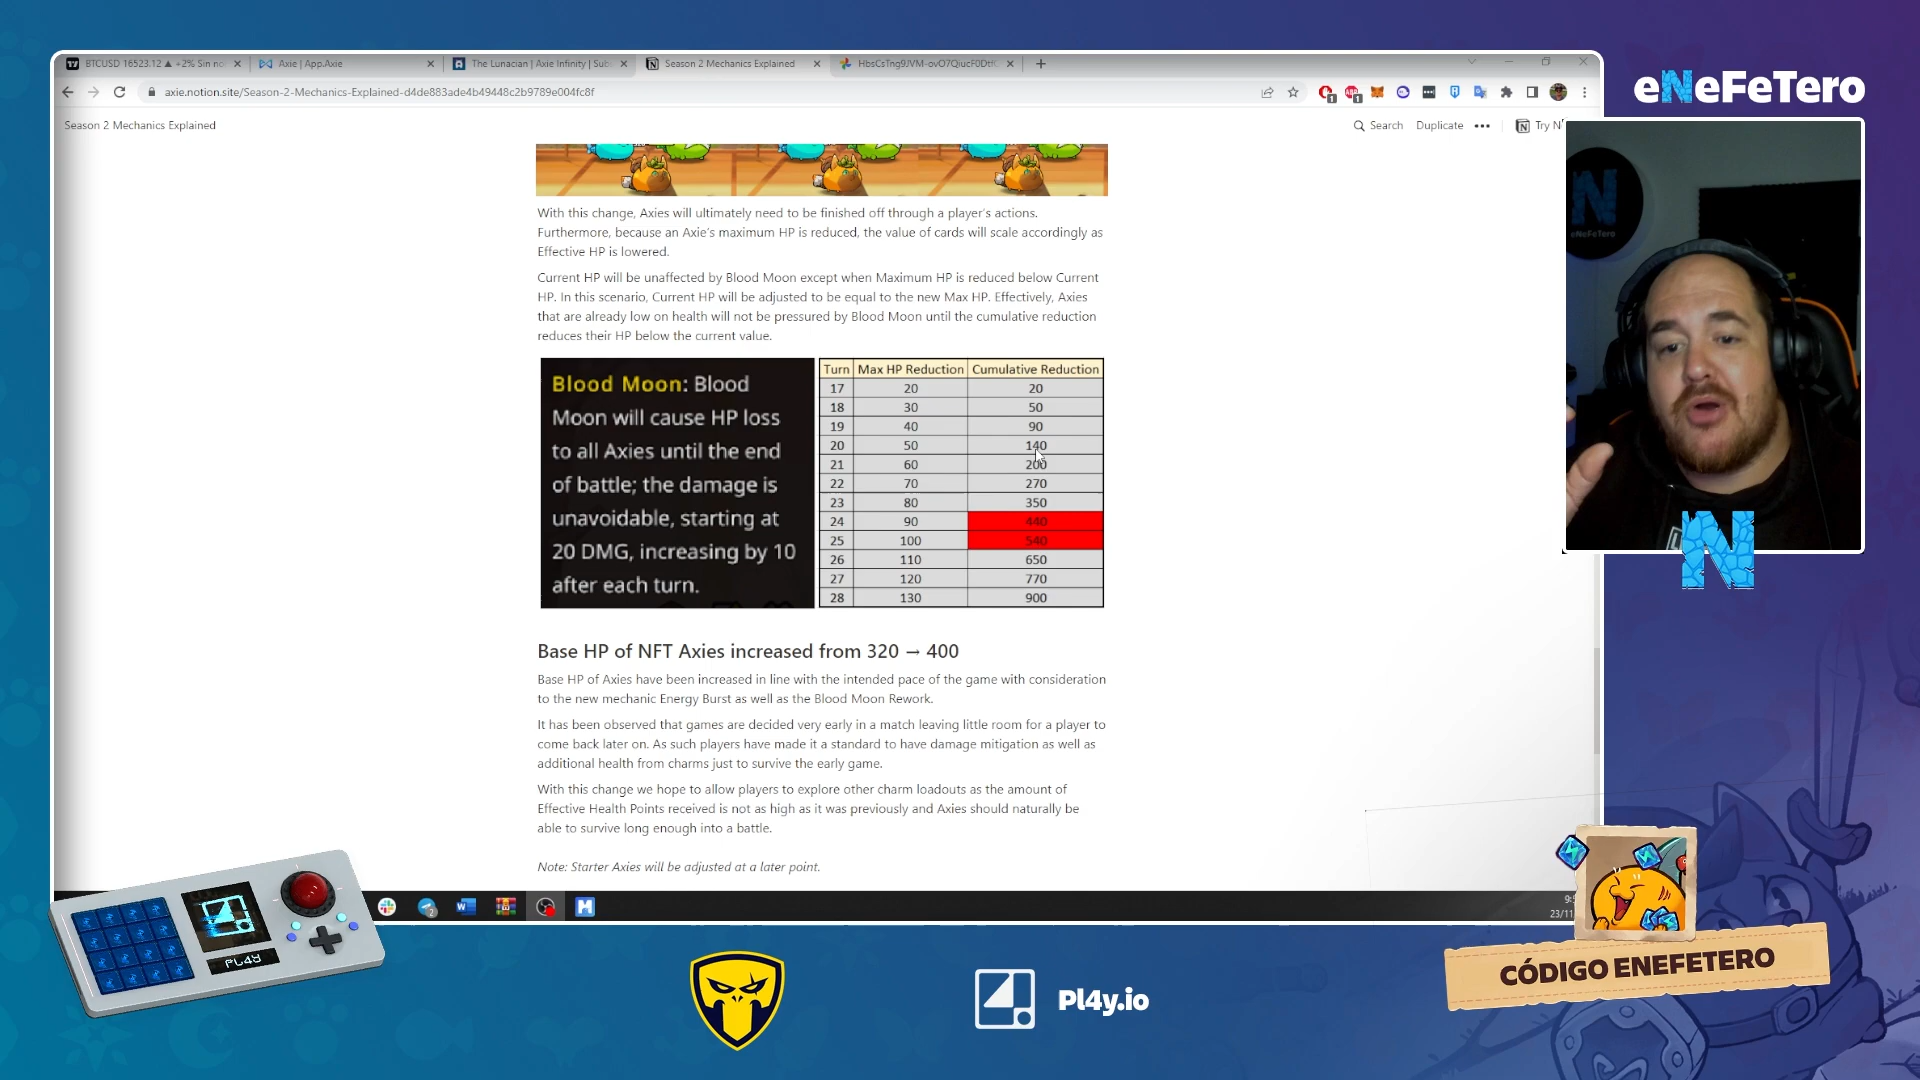 BTCUSD 16523.12 ▲ +2% Sin no
Axie | App.Axie
The Lunacian | Axie Infinity | Sub
Season 2 Mechanics Explained
axie.notion.site/Season-2-Mechanics-Explained-d4de883ade4b49448c2b9789e004fc8f
Season 2 Mechanics Explained
Search
Duplicate
Try N
eNeFeTero
With this change, Axies will ultimately need to be finished off through a player's actions.
Furthermore, because an Axie's maximum HP is reduced, the value of cards will scale accordingly as
Effective HP is lowered.
Current HP will be unaffected by Blood Moon except when Maximum HP is reduced below Current
HP. In this scenario, Current HP will be adjusted to be equal to the new Max HP. Effectively, Axies
that are already low on health will not be pressured by Blood Moon until the cumulative reduction
reduces their HP below the current value.
Blood Moon: Blood
Moon will cause HP loss
to all Axies until the end
of battle; the damage is
unavoidable, starting at
20 DMG, increasing by 10
after each turn.
Turn Max HP Reduction Cumulative Reduction
17 20 20
18 30 50
19 40 90
20 50 140
21 60 200
22 70 270
23 80 350
24 90 440
25 100 540
26 110 650
27 120 770
28 130 900
Base HP of NFT Axies increased from 320 → 400
Base HP of Axies have been increased in line with the intended pace of the game with consideration
to the new mechanic Energy Burst as well as the Blood Moon Rework.
It has been observed that games are decided very early in a match leaving little room for a player to
come back later on. As such players have made it a standard to have damage mitigation as well as
additional health from charms just to survive the early game.
With this change we hope to allow players to explore other charm loadouts as the amount of
Effective Health Points received is not as high as it was previously and Axies should naturally be
able to survive long enough into a battle.
Note: Starter Axies will be adjusted at a later point.
23/11
PL4Y
Pl4y.io
CÓDIGO ENEFETERO